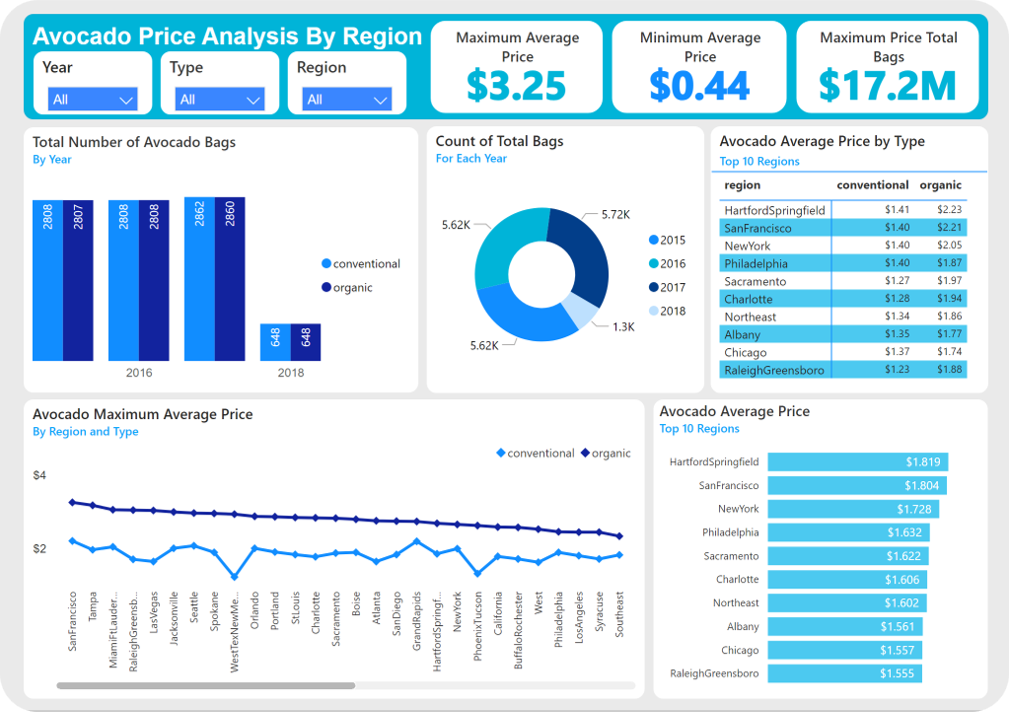 Avocado Price Analysis By Region
Year
All
Type
All
Region
All
Maximum Average
Price
$3.25
Minimum Average
Price
$0.44
Maximum Price Total
Bags
$17.2M
Total Number of Avocado Bags
By Year
2808
2807
2808
2808
2862
2860
648
648
2016
2018
conventional
organic
Count of Total Bags
For Each Year
5.62K
5.72K
5.62K
1.3K
2015
2016
2017
2018
Avocado Average Price by Type
Top 10 Regions
region conventional organic
HartfordSpringfield $1.41 $2.23
SanFrancisco $1.40 $2.21
NewYork $1.40 $2.05
Philadelphia $1.40 $1.87
Sacramento $1.27 $1.97
Charlotte $1.28 $1.94
Northeast $1.34 $1.86
Albany $1.35 $1.77
Chicago $1.37 $1.74
RaleighGreensboro $1.23 $1.88
Avocado Maximum Average Price
By Region and Type
conventional organic
$4
$2
SanFrancisco
Tampa
MiamiFtLauder...
RaleighGreensb...
LasVegas
Jacksonville
Seattle
Spokane
WestTexNewMe...
Orlando
Portland
StLouis
Charlotte
Sacramento
Boise
Atlanta
SanDiego
GrandRapids
HartfordSpringf...
NewYork
PhoenixTucson
California
BuffaloRochester
West
Philadelphia
LosAngeles
Syracuse
Southeast
Avocado Average Price
Top 10 Regions
HartfordSpringfield $1.819
SanFrancisco $1.804
NewYork $1.728
Philadelphia $1.632
Sacramento $1.622
Charlotte $1.606
Northeast $1.602
Albany $1.561
Chicago $1.557
RaleighGreensboro $1.555